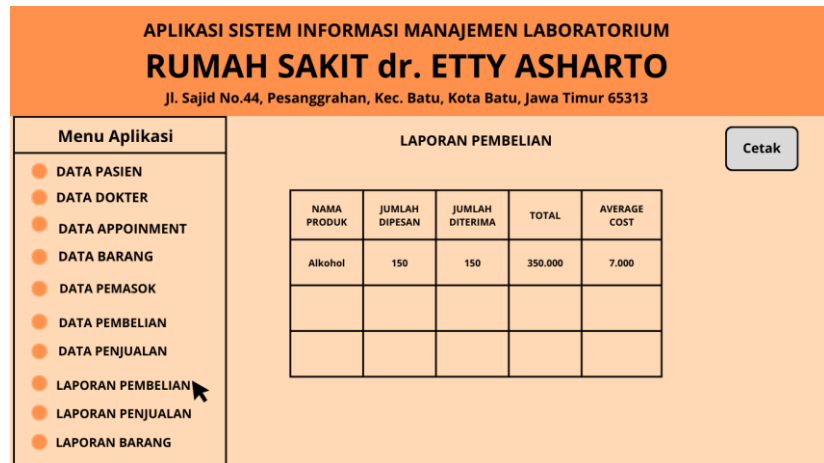 APLIKASI SISTEM INFORMASI MANAJEMEN LABORATORIUM
RUMAH SAKIT dr. ETTY ASHARTO
Jl. Sajid No.44, Pesanggrahan, Kec. Batu, Kota Batu, Jawa Timur 65313
Menu Aplikasi
DATA PASIEN
DATA DOKTER
DATA APPOINMENT
DATA BARANG
DATA PEMASOK
DATA PEMBELIAN
DATA PENJUALAN
LAPORAN PEMBELIAN
LAPORAN PENJUALAN
LAPORAN BARANG
LAPORAN PEMBELIAN
Cetak
NAMA PRODUK JUMLAH DIPESAN JUMLAH DITERIMA TOTAL AVERAGE COST
Alkohol 150 150 350.000 7.000